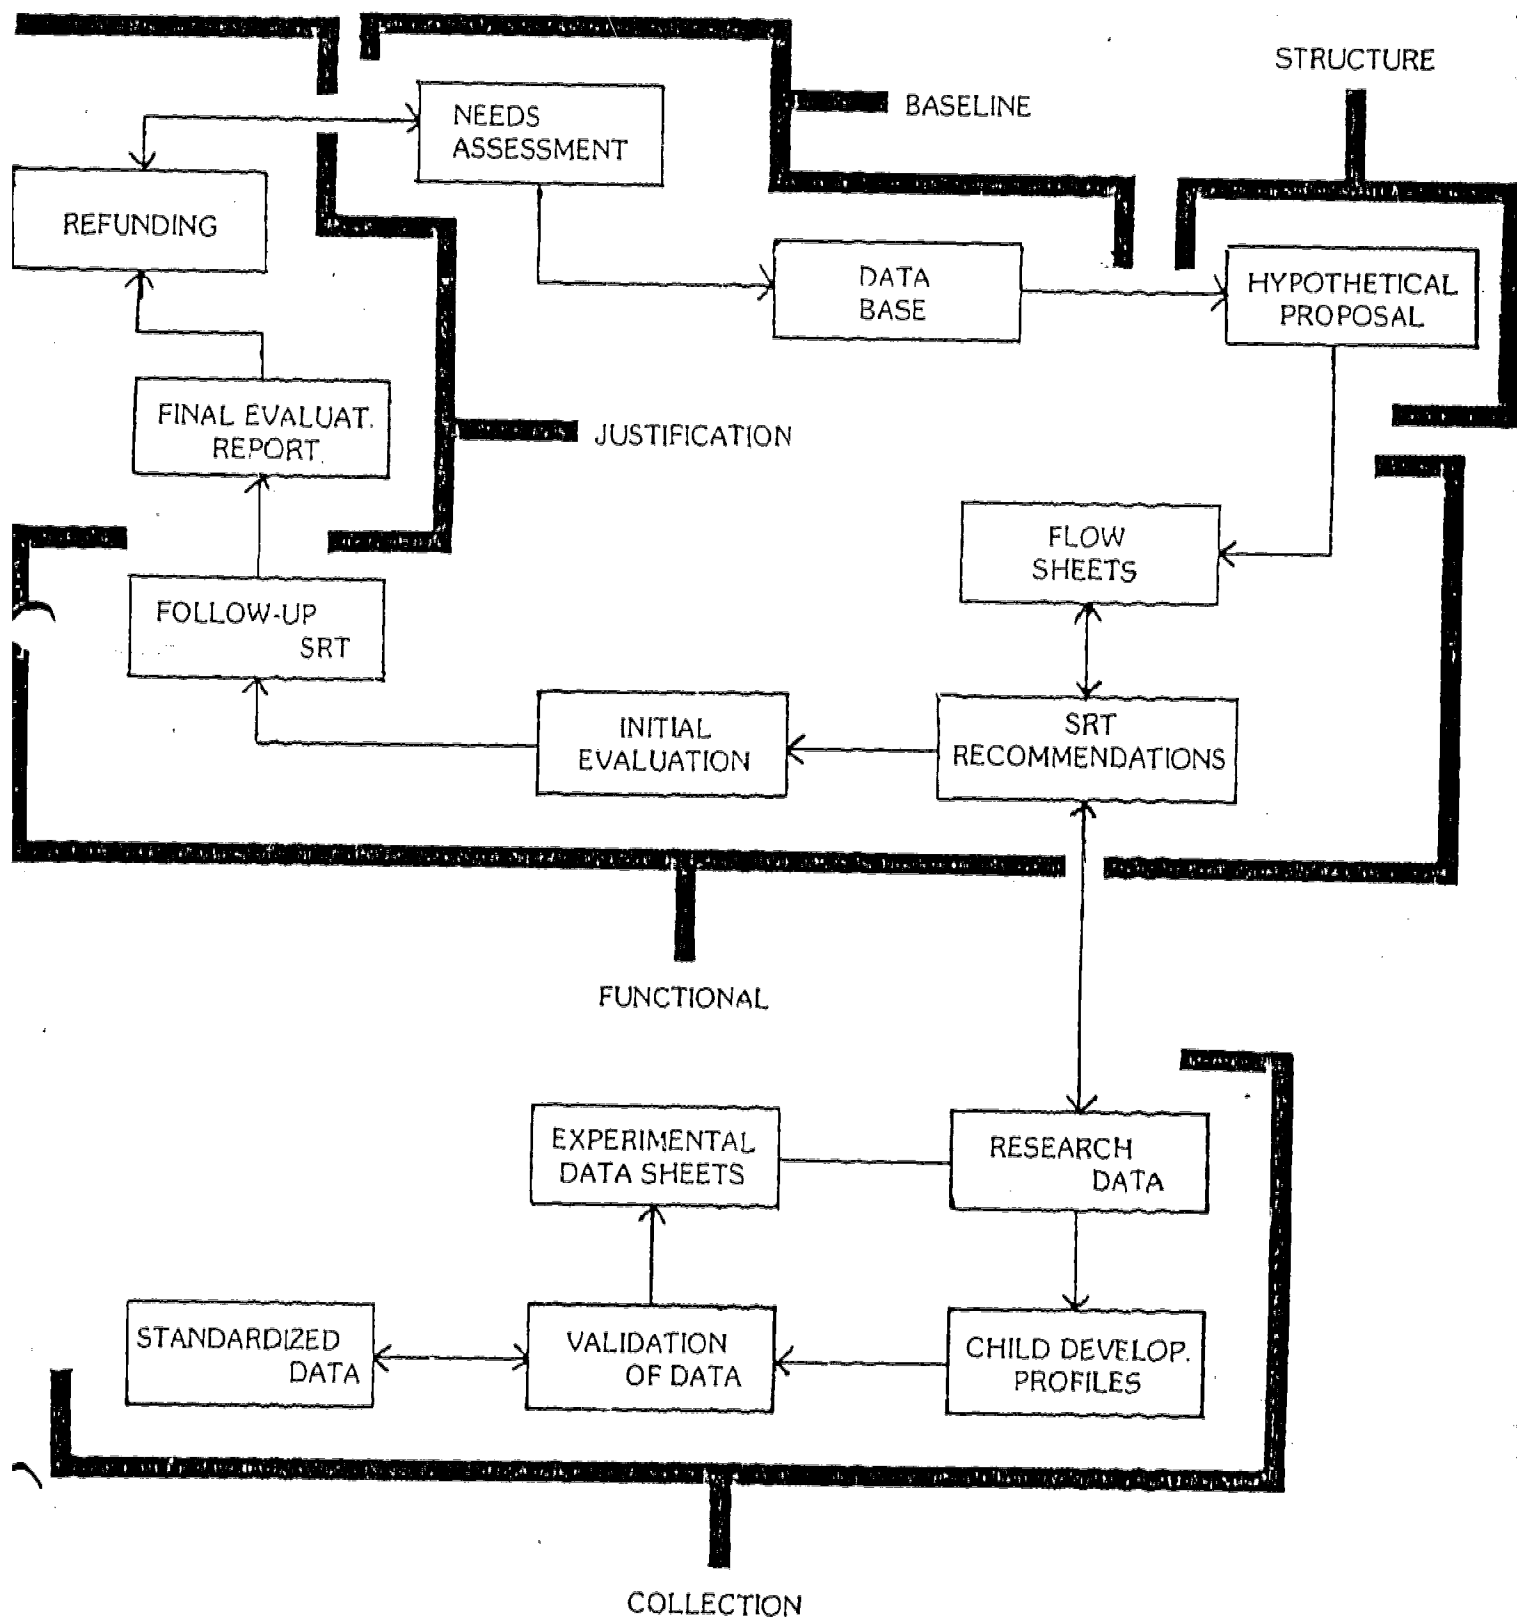 STRUCTURE
BASELINE
NEEDS
ASSESSMENT
REFUNDING
DATA
BASE
HYPOTHETICAL
PROPOSAL
FINAL EVALUAT.
REPORT
JUSTIFICATION
FLOW
SHEETS
FOLLOW-UP
SRT
INITIAL
EVALUATION
SRT
RECOMMENDATIONS
FUNCTIONAL
EXPERIMENTAL
DATA SHEETS
RESEARCH
DATA
STANDARDIZED
DATA
VALIDATION
OF DATA
CHILD DEVELOP.
PROFILES
COLLECTION